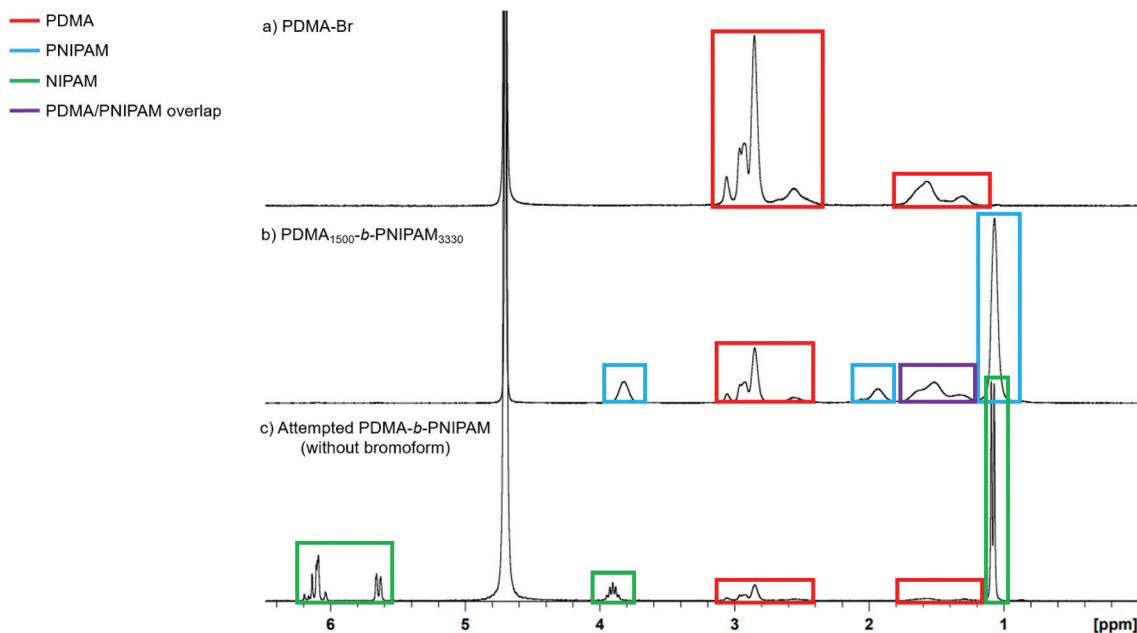 PDMA
PNIPAM
NIPAM
PDMA/PNIPAM overlap
a) PDMA-Br
b) PDMA₁₅₀₀-b-PNIPAM₃₃₃₀
c) Attempted PDMA-b-PNIPAM
(without bromoform)
6 5 4 3 2 1 [ppm]